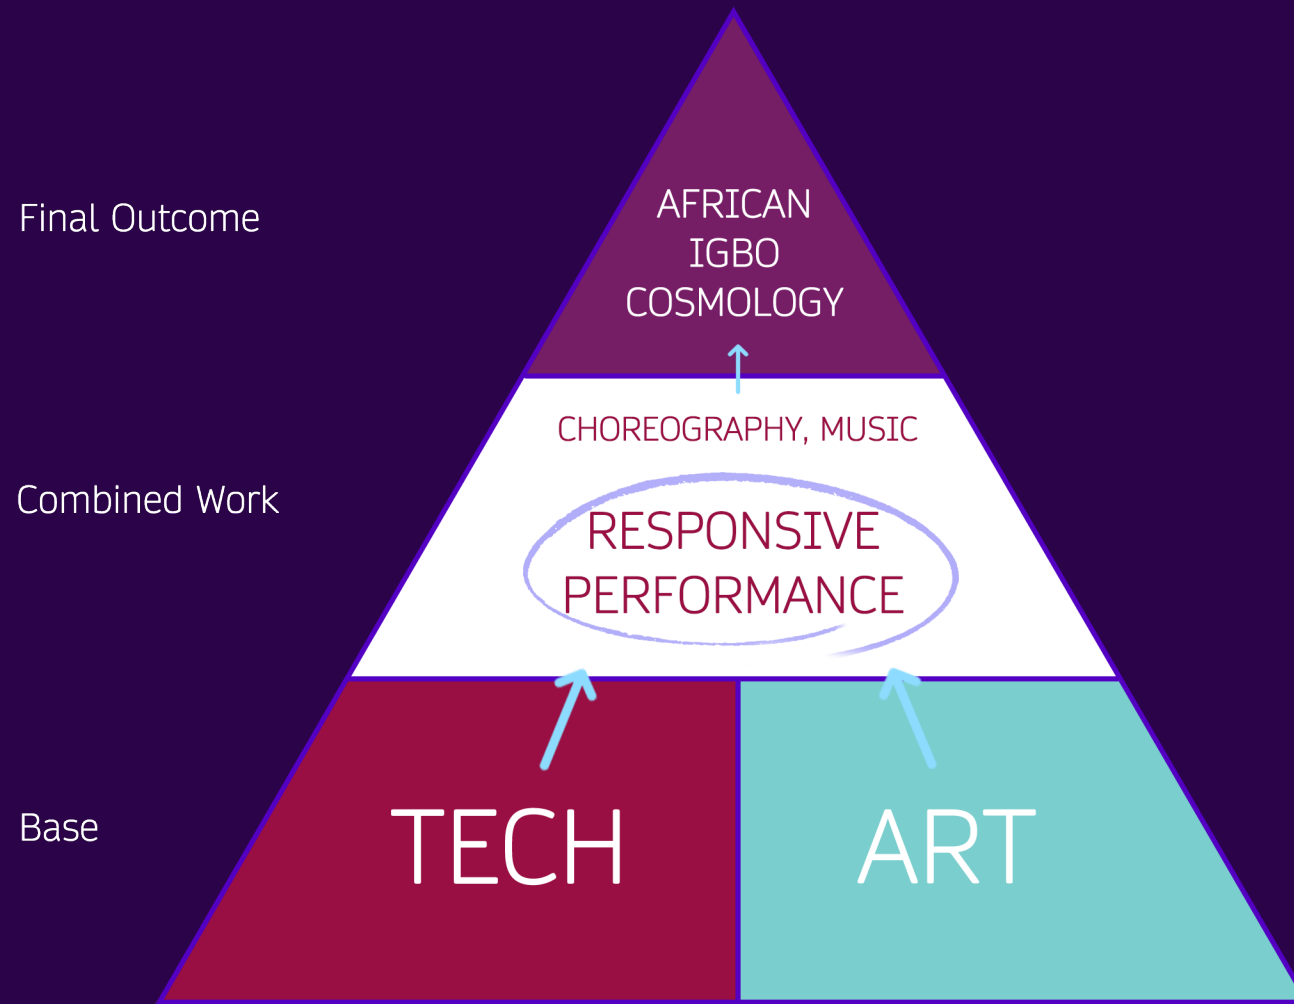 Final Outcome
AFRICAN
IGBO
COSMOLOGY
CHOREOGRAPHY, MUSIC
Combined Work
RESPONSIVE
PERFORMANCE
Base
TECH
ART